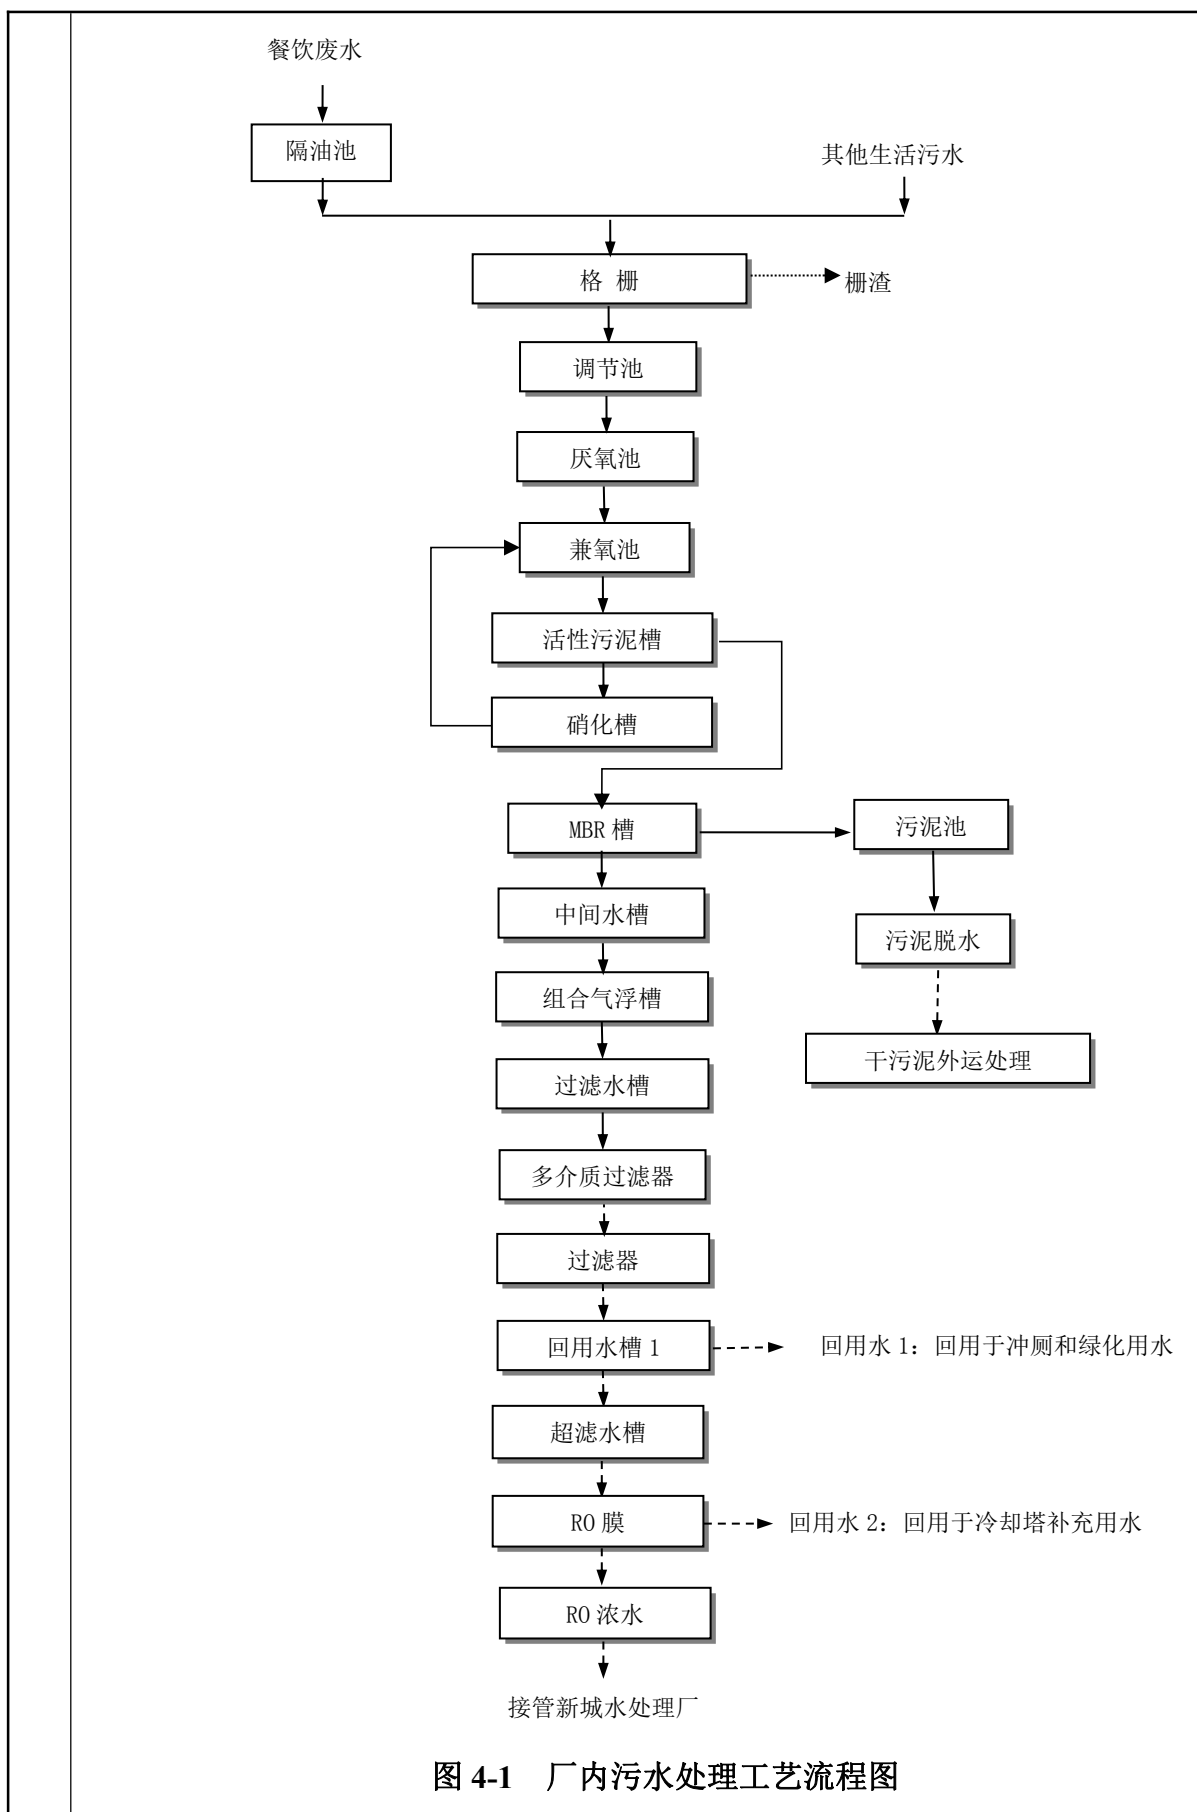 餐饮废水
隔油池
其他生活污水
格 栅
栅渣
调节池
厌氧池
兼氧池
活性污泥槽
硝化槽
MBR 槽
污泥池
中间水槽
污泥脱水
组合气浮槽
干污泥外运处理
过滤水槽
多介质过滤器
过滤器
回用水槽 1
回用水 1：回用于冲厕和绿化用水
超滤水槽
RO 膜
回用水 2：回用于冷却塔补充用水
RO 浓水
接管新城水处理厂
图 4-1 厂内污水处理工艺流程图